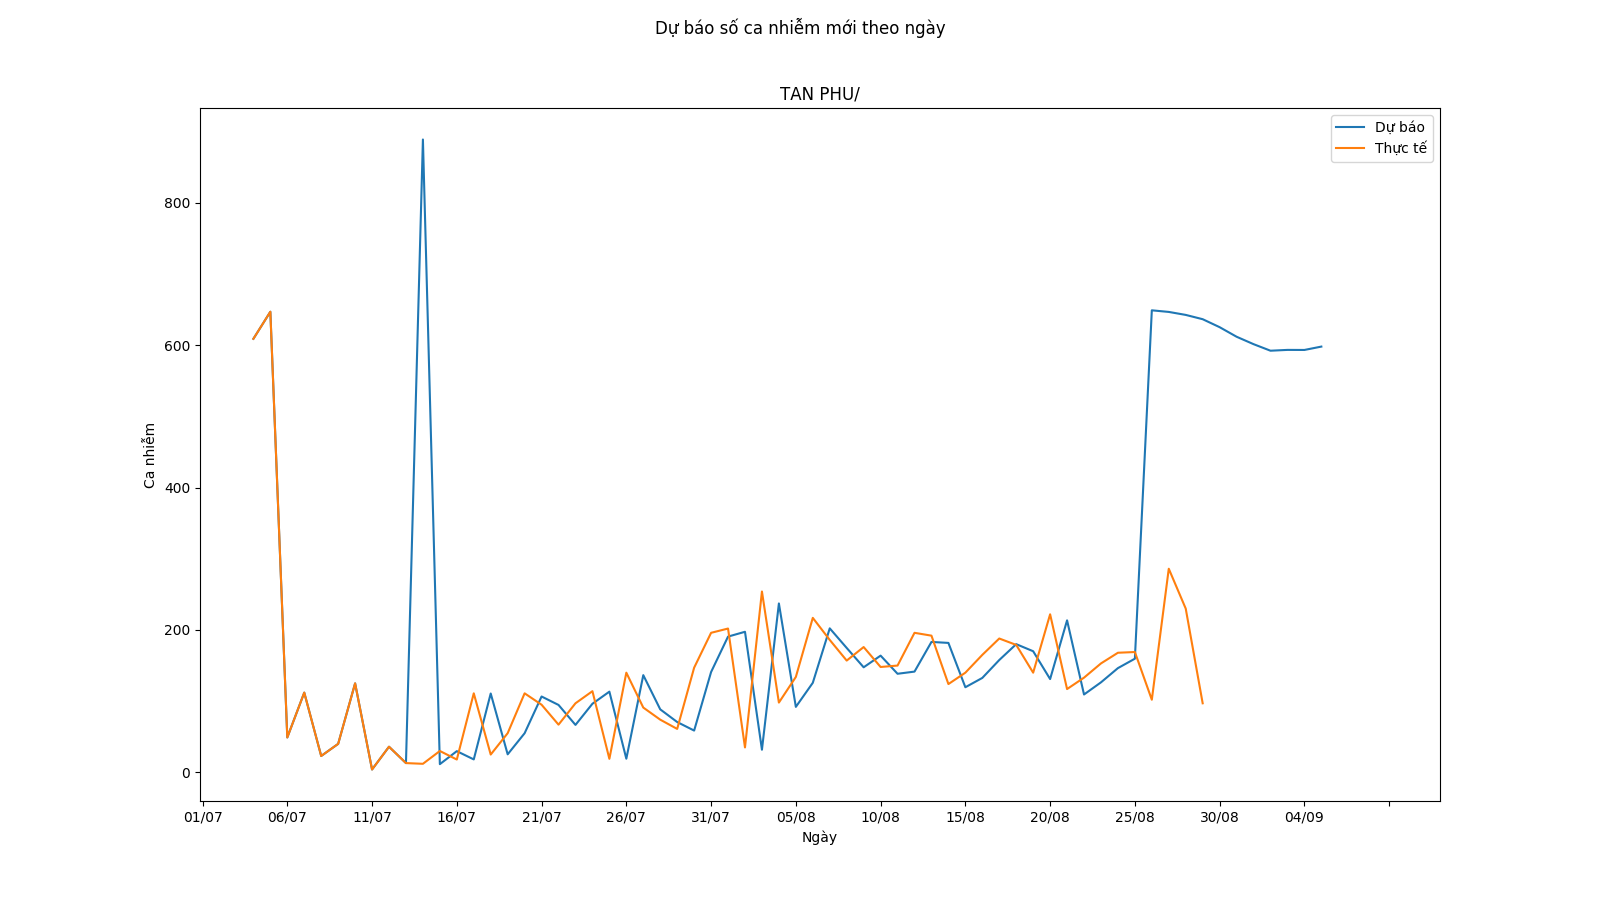 Dự báo số ca nhiễm mới theo ngày
TAN PHU/
Dự báo
Thực tế
800
600
400
200
0
Ca nhiễm
01/07 06/07 11/07 16/07 21/07 26/07 31/07 05/08 10/08 15/08 20/08 25/08 30/08 04/09
Ngày